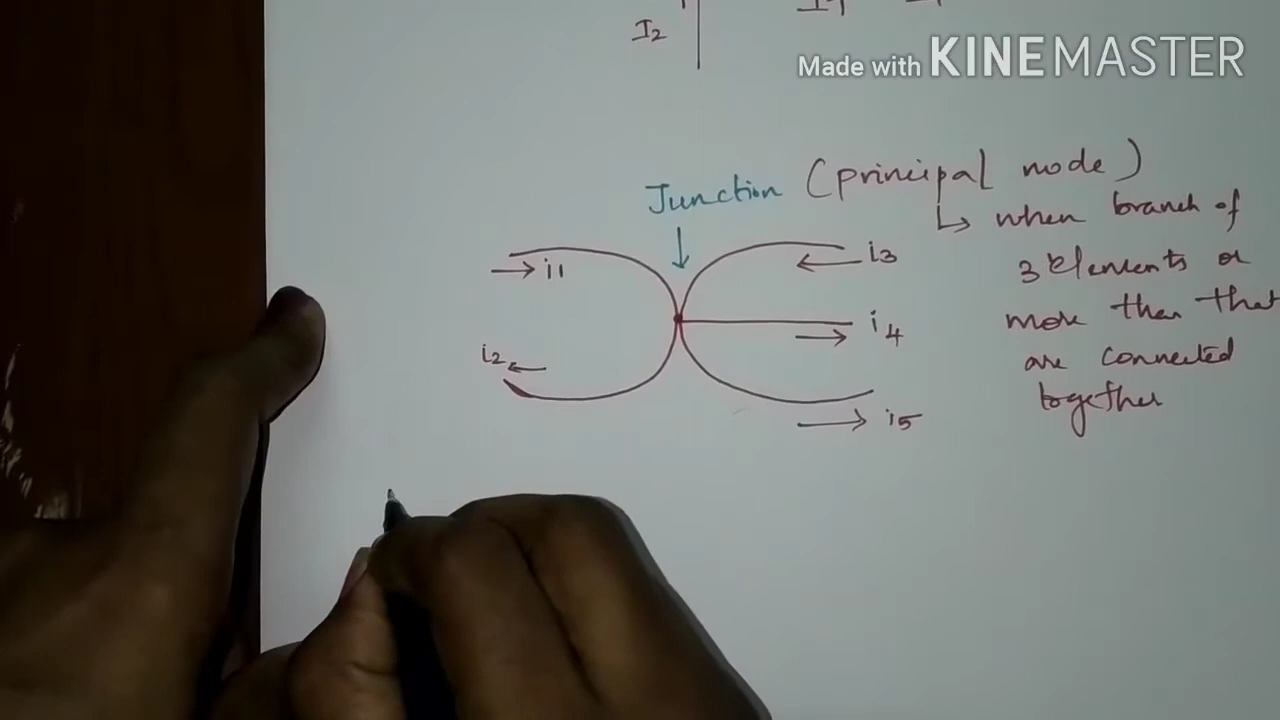 I2
Made with KINEMASTER
Junction (principal node)
↳ when branch of
3 elements or
more than that
are connected
together
i1
i3
i2
i4
i5